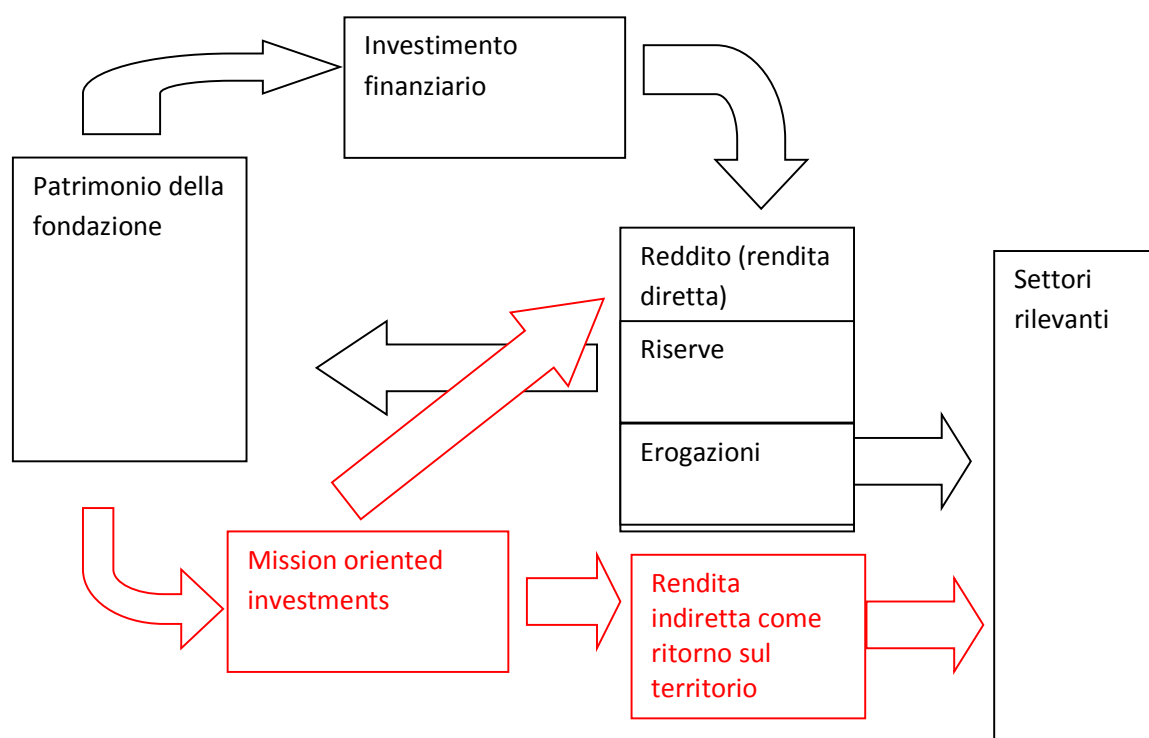 Investimento
finanziario
Patrimonio della
fondazione
Reddito (rendita
diretta)
Riserve
Erogazioni
Settori
rilevanti
Mission oriented
investments
Rendita
indiretta come
ritorno sul
territorio